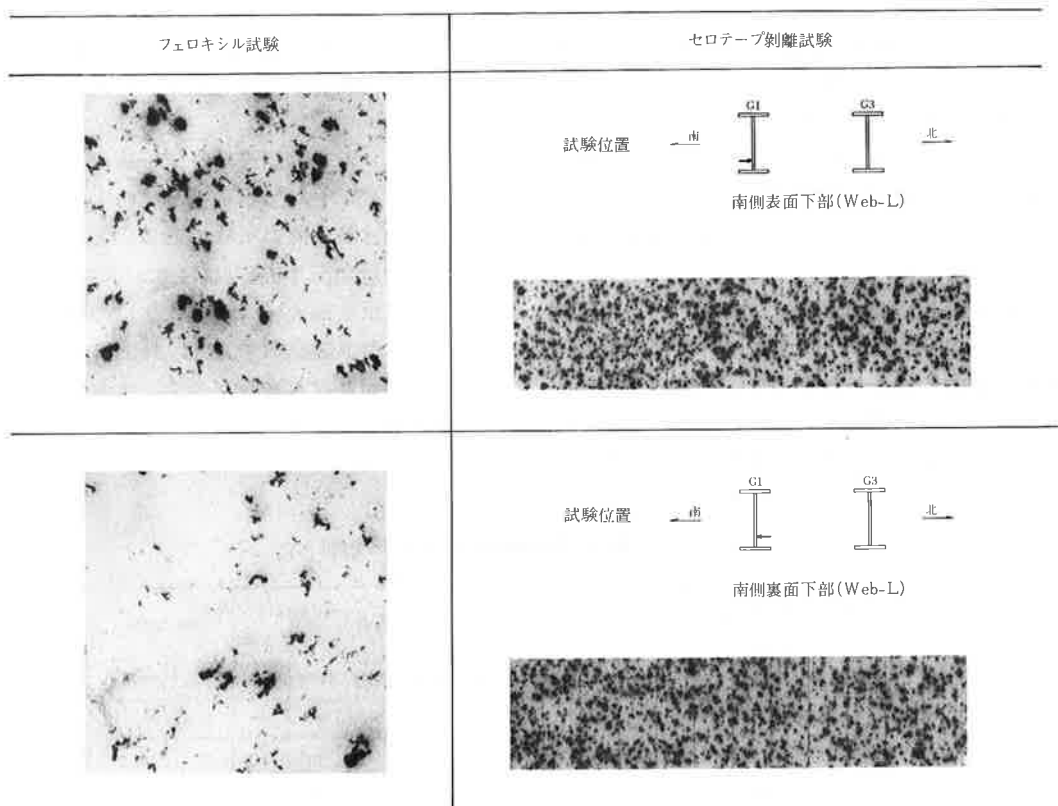 フェロキシル試験
セロテープ剝離試験
G1
G3
試験位置
南
北
南側表面下部(Web-L)
G1
G3
試験位置
南
北
南側裏面下部(Web-L)